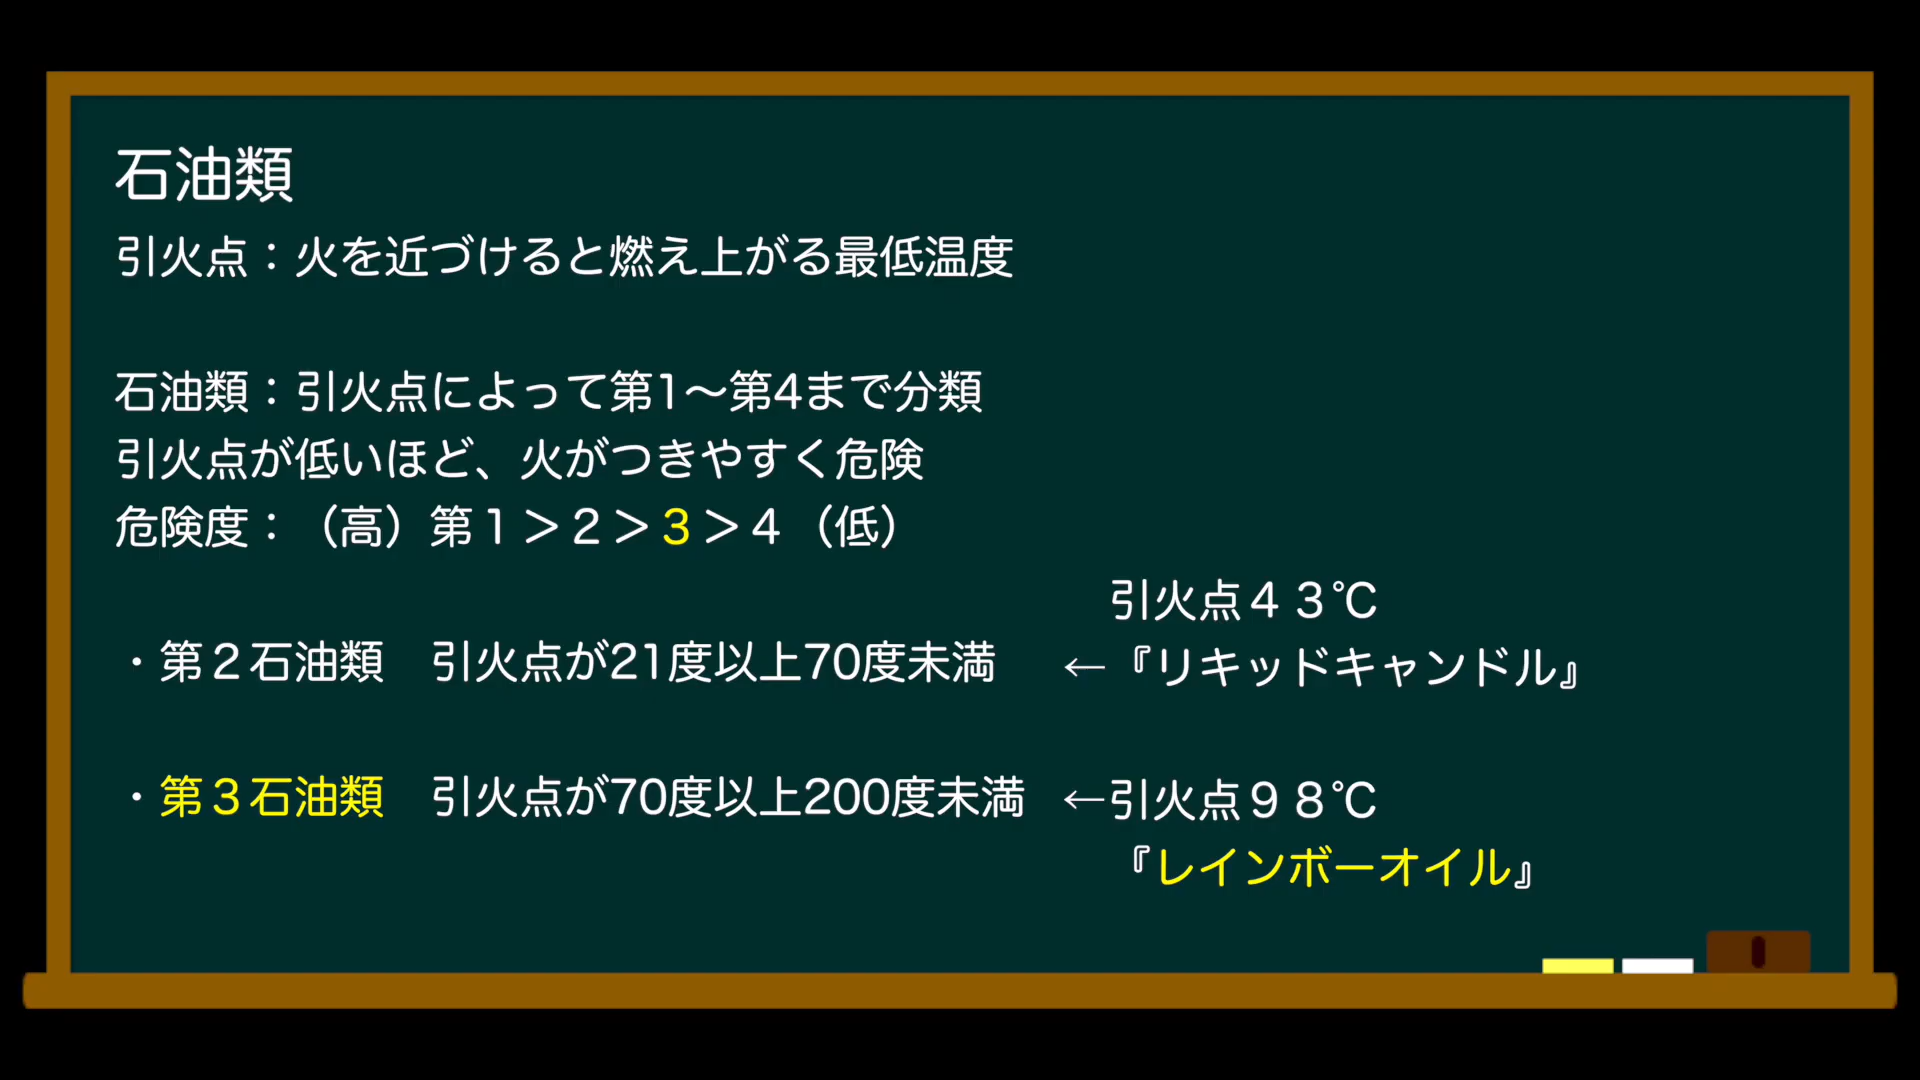 石油類
引火点：火を近づけると燃え上がる最低温度
石油類：引火点によって第1〜第4まで分類
引火点が低いほど、火がつきやすく危険
危険度：（高）第１＞２＞３＞４（低）
引火点４３℃
・第２石油類　引火点が21度以上70度未満　←『リキッドキャンドル』
・第３石油類　引火点が70度以上200度未満　←引火点９８℃
『レインボーオイル』